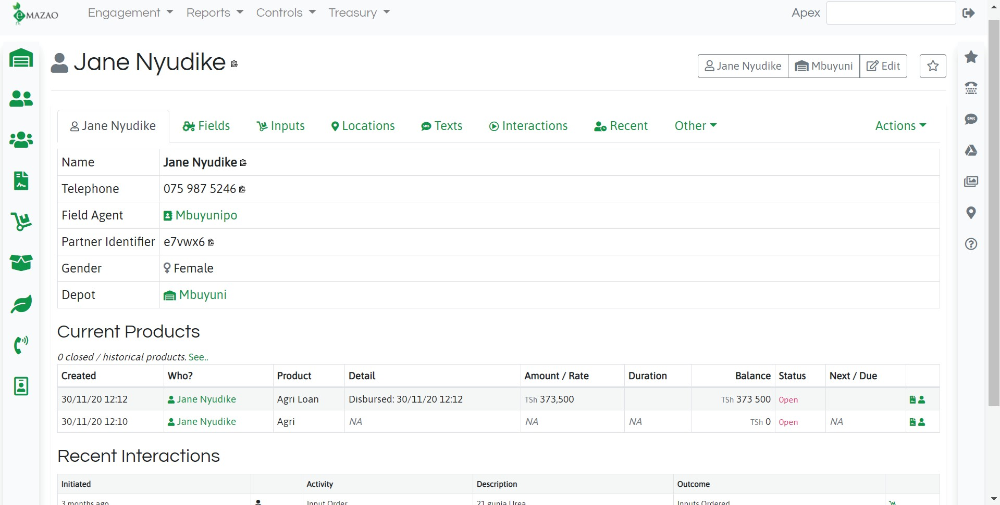 eMAZAO Engagement Reports Controls Treasury Apex
Jane Nyudike
Jane Nyudike Mbuyuni Edit
Jane Nyudike Fields Inputs Locations SMS Texts Interactions Recent Other Actions
SMS
Name Jane Nyudike
Telephone 075 987 5246
Field Agent Mbuyunipo
Partner Identifier e7vwx6
Gender Female
Depot Mbuyuni
Current Products
0 closed / historical products. See..
Created Who? Product Detail Amount / Rate Duration Balance Status Next / Due
30/11/20 12:12 Jane Nyudike Agri Loan Disbursed: 30/11/20 12:12 TSh 373,500 TSh 373 500 Open
30/11/20 12:10 Jane Nyudike Agri NA NA NA TSh 0 Open NA
Recent Interactions
Initiated Activity Description Outcome
3 months ago Input Order 21 gunia Urea Inputs Ordered